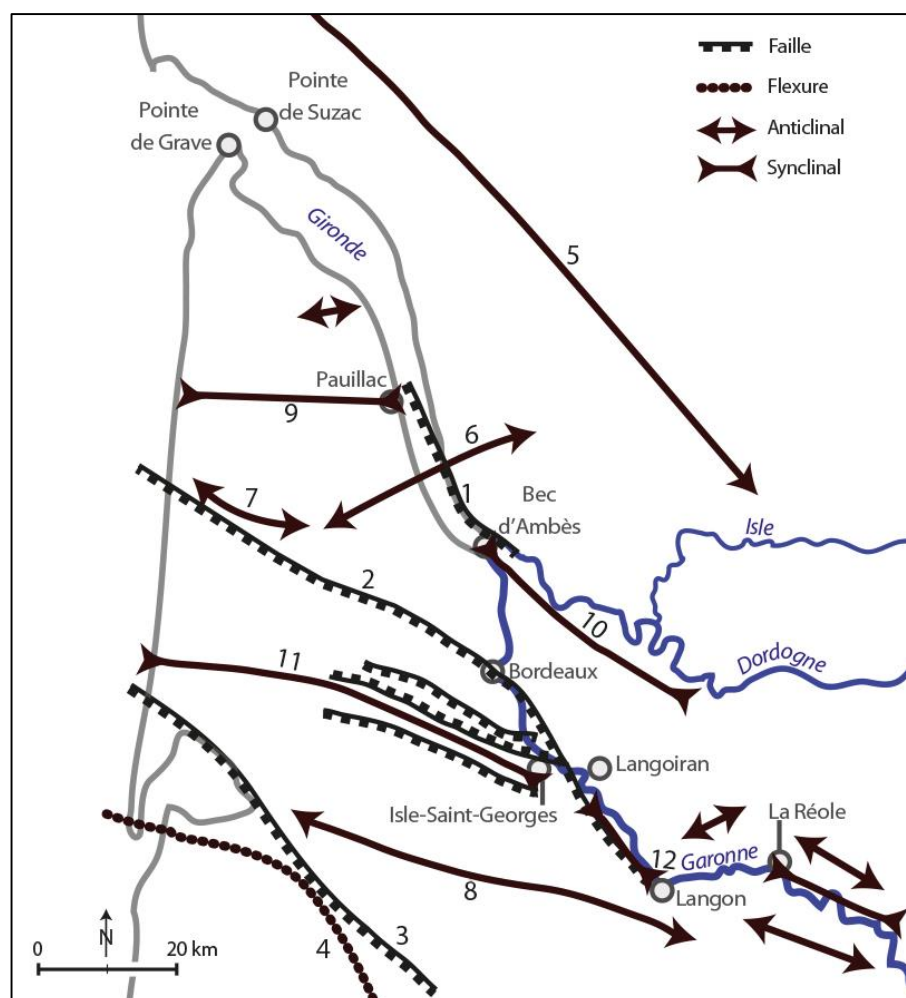 Faille
Flexure
Anticlinal
Synclinal
Pointe
de Suzac
Pointe
de Grave
Gironde
5
Pauillac
9
6
7
1
Bec
d'Ambès
Isle
2
10
Dordogne
11
Bordeaux
Langoiran
Isle-Saint-Georges
La Réole
12
Garonne
8
Langon
N
0
20 km
4
3